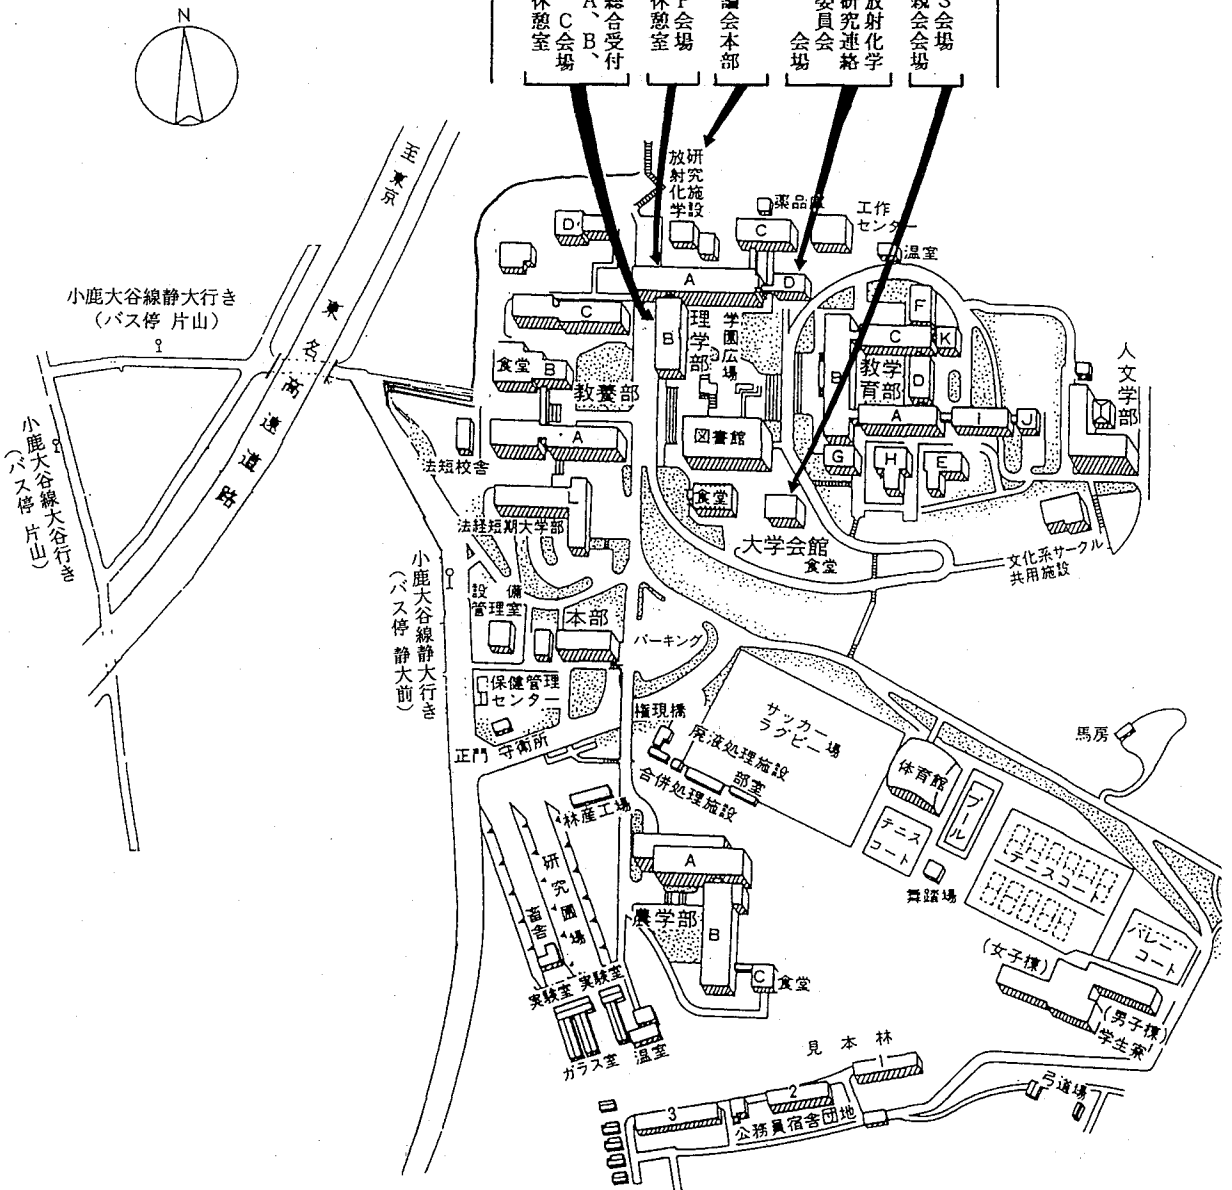 N
総合受付
A、B、
C会場
休憩室
P会場
休憩室
論会本部
放射化学
研究連絡
委員会
会場
S会場
親会会場
至東京
東名高速道路
小鹿大谷線静大行き
(バス停 片山)
小鹿大谷線大谷行き
(バス停 片山)
小鹿大谷線静大行き
(バス停 静大前)
放射化学
研究施設
薬品庫
工作
センター
温室
D
C
A
D
C
B
理学部
学園広場
食堂
B
教養部
A
図書館
法短校舎
法経短期大学部
食堂
大学会館
食堂
F
C
K
B
教育学部
D
A
I
J
G
H
E
人文学部
文化系サークル
共用施設
設備
管理室
本部
パーキング
保健管理
センター
正門
守衛所
権現橋
廃液処理施設
合併処理施設
部室
サッカー
ラグビー場
体育館
プール
テニス
コート
舞踏場
テニスコート
バレー
コート
馬房
林産工場
研究圃場
畜舎
実験室
実験室
ガラス室
温室
A
農学部
B
C
食堂
(女子棟)
(男子棟)
学生寮
見本林
1
2
3
公務員宿舎団地
弓道場